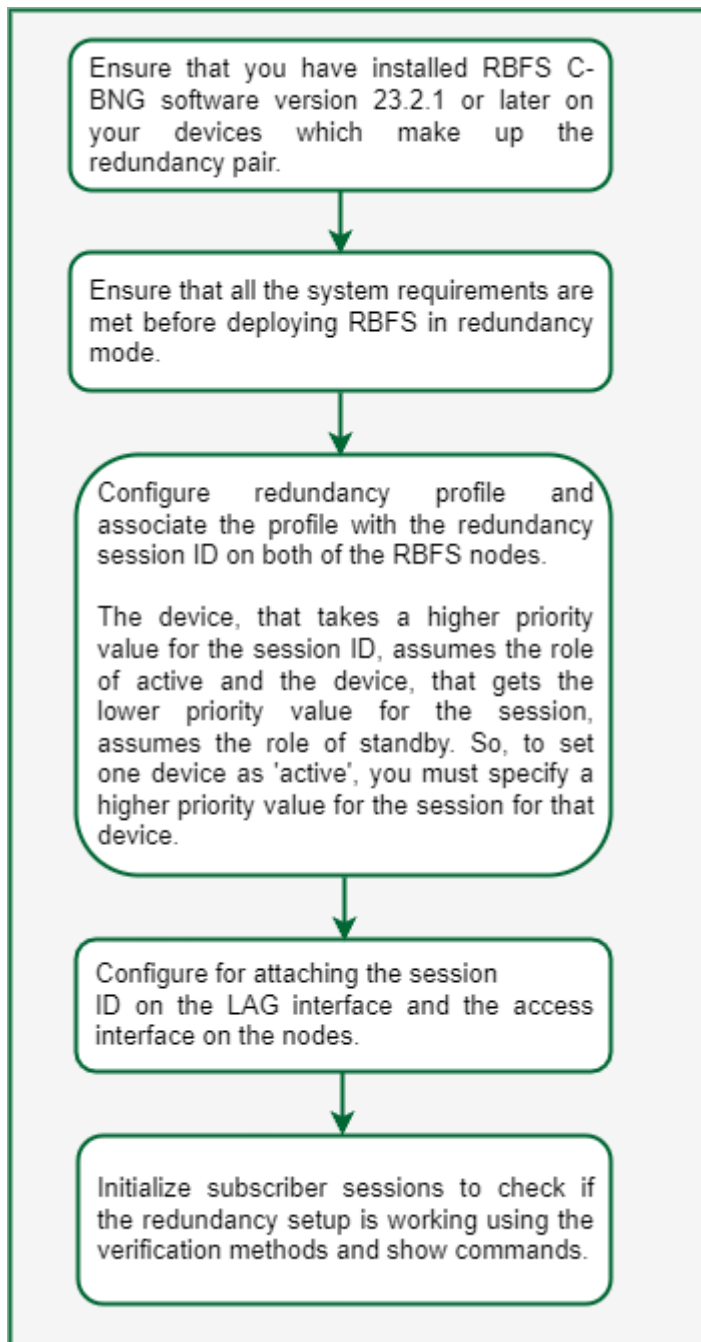 Ensure that you have installed RBFS C-
BNG software version 23.2.1 or later on
your devices which make up the
redundancy pair.
Ensure that all the system requirements are
met before deploying RBFS in redundancy
mode.
Configure redundancy profile and
associate the profile with the redundancy
session ID on both of the RBFS nodes.
The device, that takes a higher priority
value for the session ID, assumes the role
of active and the device, that gets the
lower priority value for the session,
assumes the role of standby. So, to set
one device as 'active', you must specify a
higher priority value for the session for that
device.
Configure for attaching the session
ID on the LAG interface and the access
interface on the nodes.
Initialize subscriber sessions to check if
the redundancy setup is working using the
verification methods and show commands.